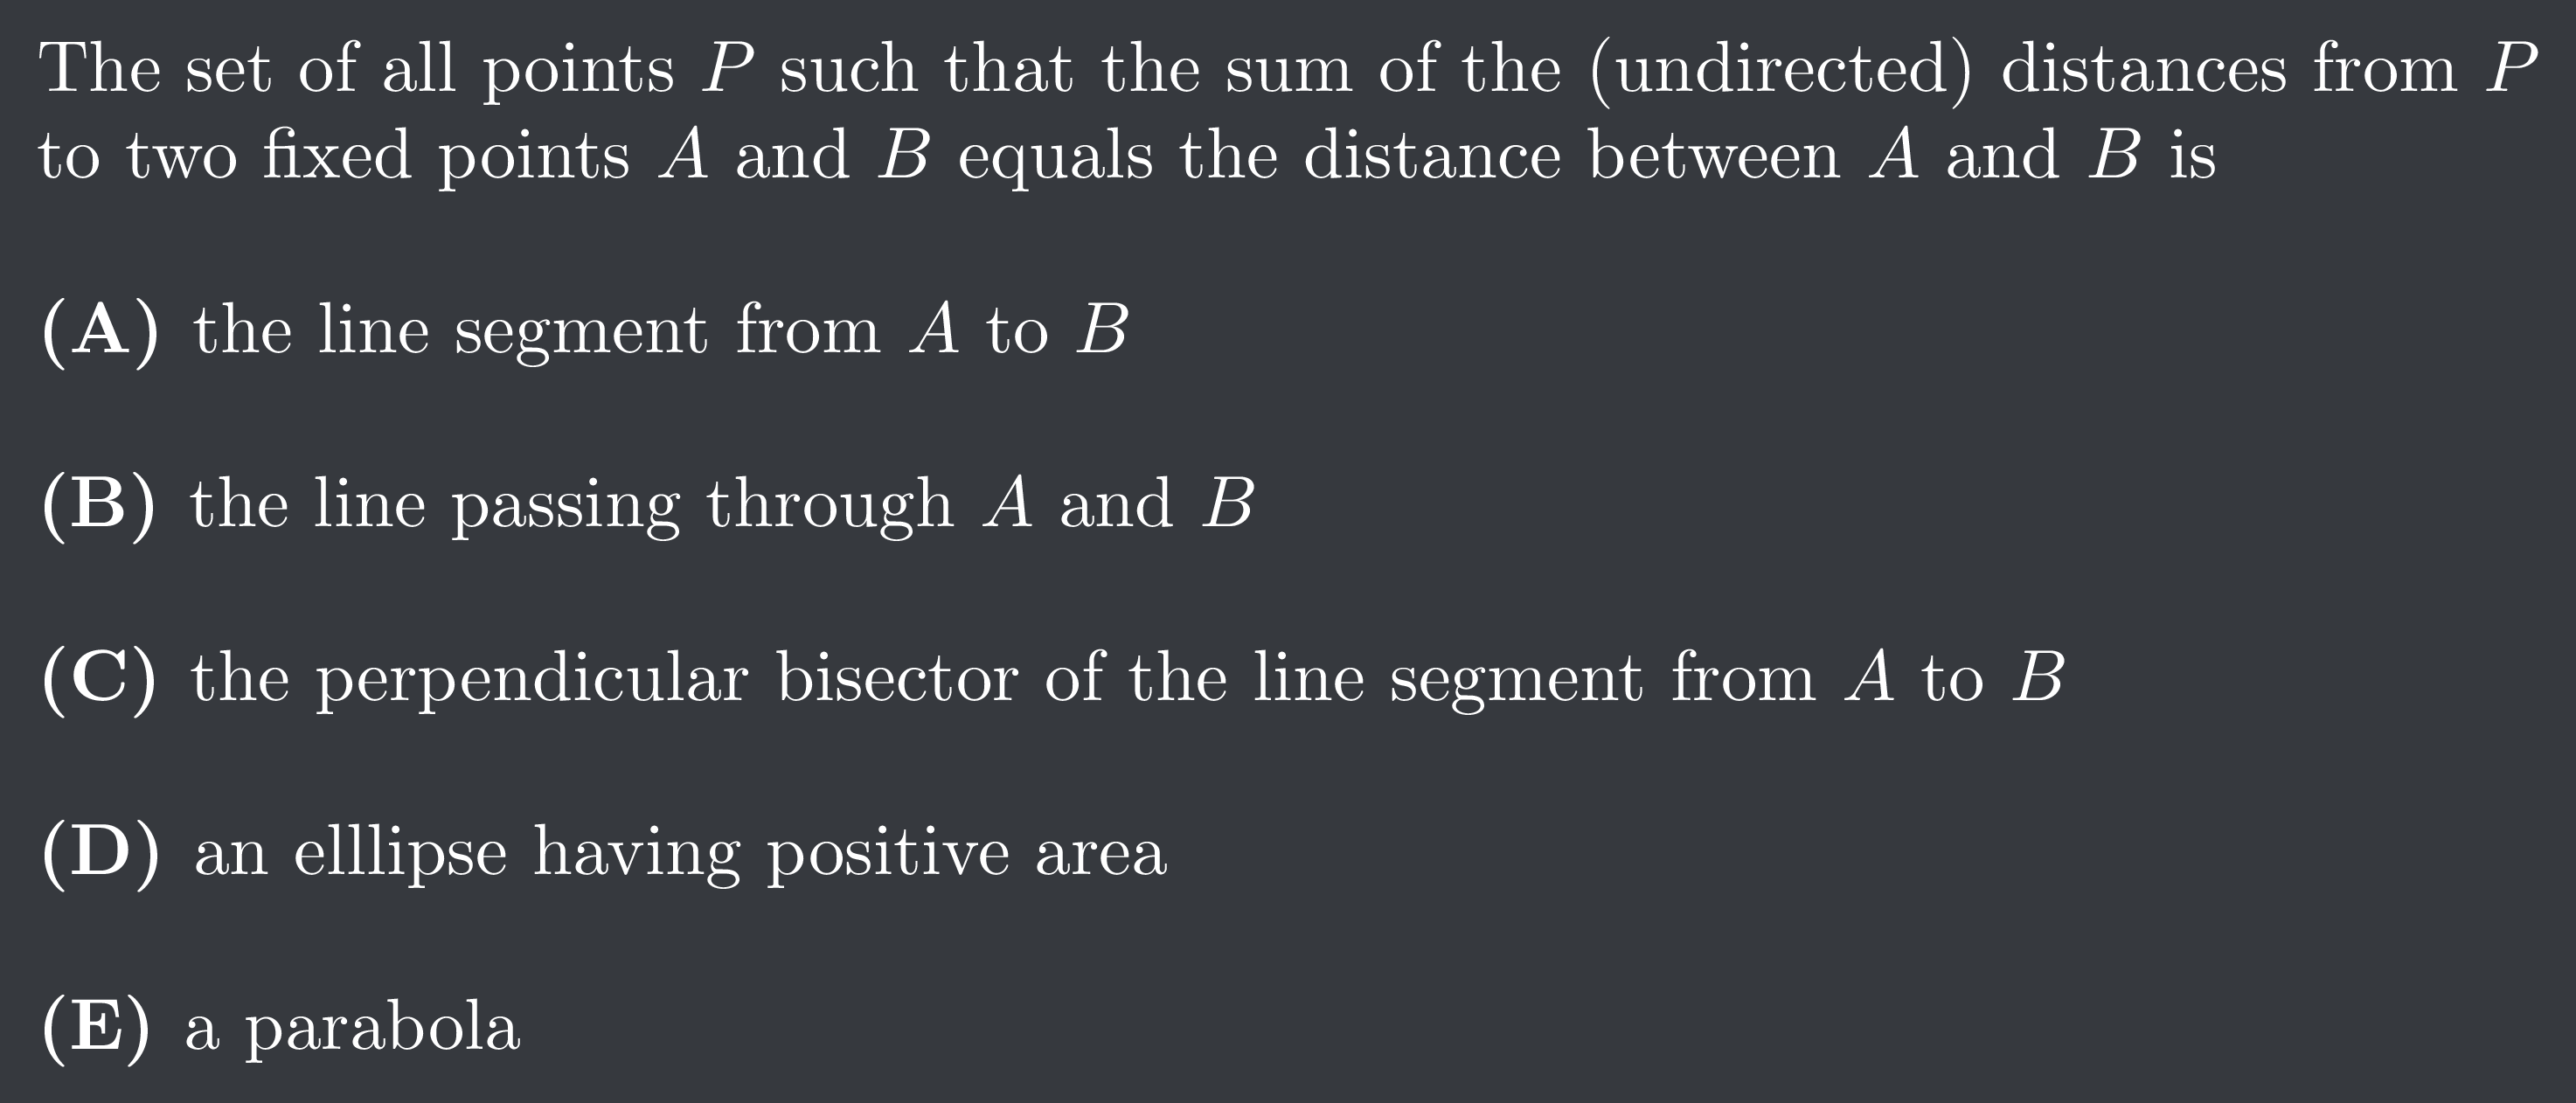 The set of all points P such that the sum of the (undirected) distances from P
to two fixed points A and B equals the distance between A and B is
(A) the line segment from A to B
(B) the line passing through A and B
(C) the perpendicular bisector of the line segment from A to B
(D) an elllipse having positive area
(E) a parabola